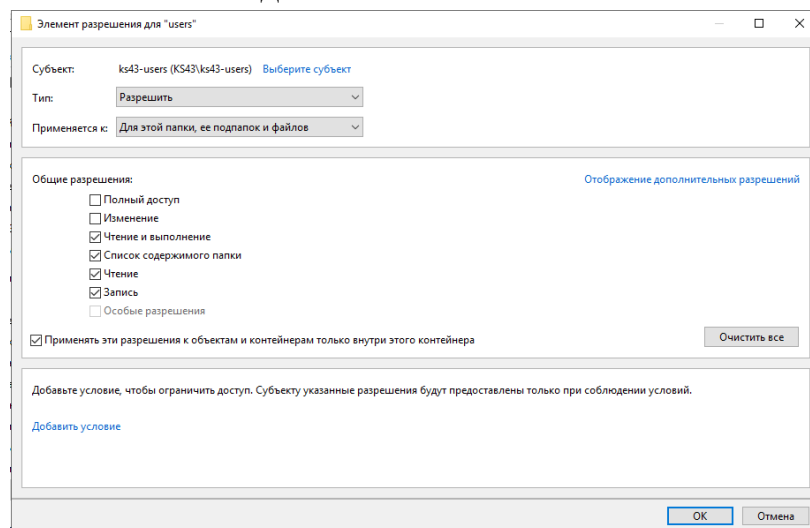 Элемент разрешения для "users"
Субъект: ks43-users (KS43\ks43-users) Выберите субъект
Тип: Разрешить
Применяется к: Для этой папки, ее подпапок и файлов
Общие разрешения: Отображение дополнительных разрешений
Полный доступ
Изменение
Чтение и выполнение
Список содержимого папки
Чтение
Запись
Особые разрешения
Применять эти разрешения к объектам и контейнерам только внутри этого контейнера Очистить все
Добавьте условие, чтобы ограничить доступ. Субъекту указанные разрешения будут предоставлены только при соблюдении условий.
Добавить условие
ОК Отмена